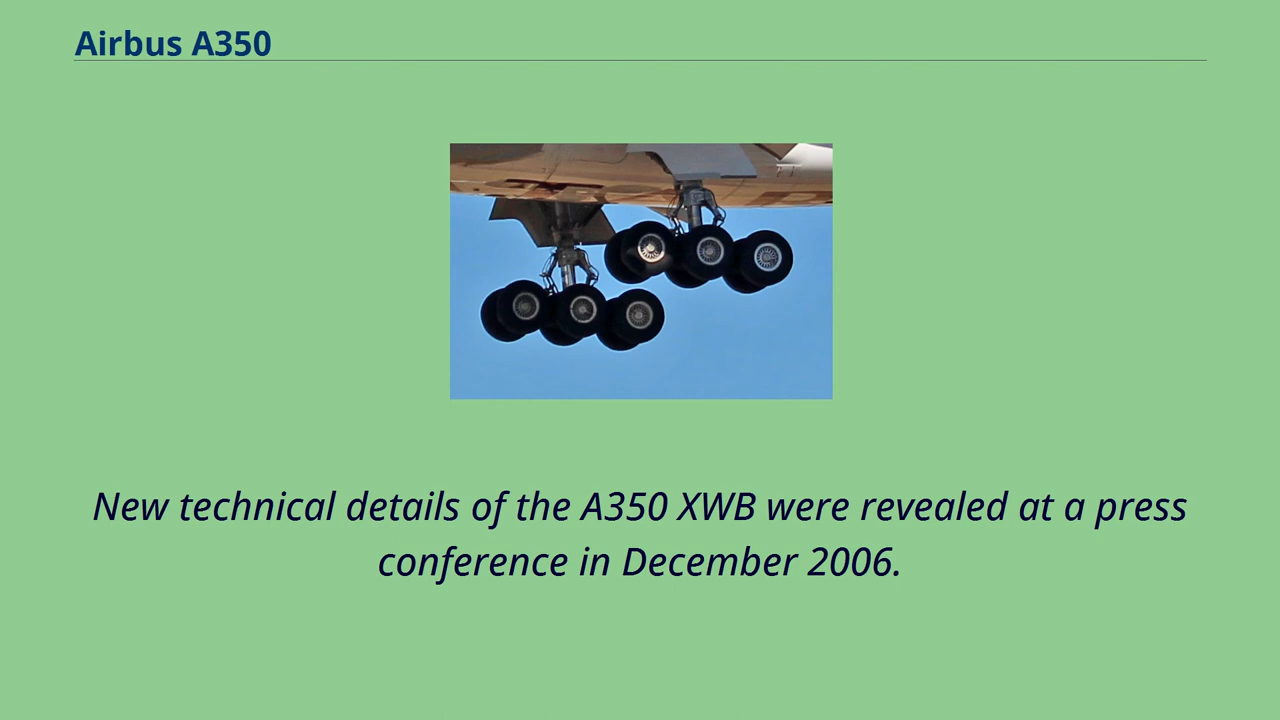 Airbus A350
New technical details of the A350 XWB were revealed at a press
conference in December 2006.